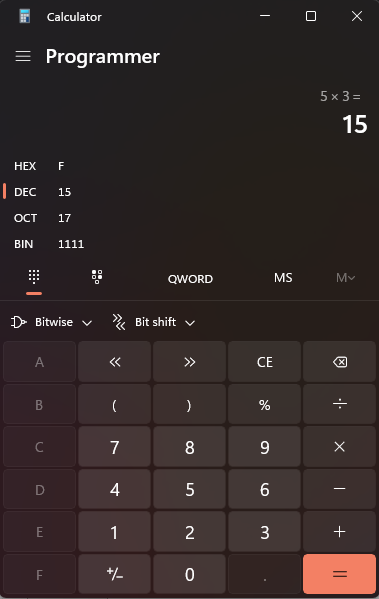 Calculator
Programmer
5 × 3 =
15
HEX F
DEC 15
OCT 17
BIN 1111
QWORD MS M
Bitwise Bit shift
A << >> CE
B ( ) % ÷
C 7 8 9 ×
D 4 5 6 −
E 1 2 3 +
F +/− 0 . =